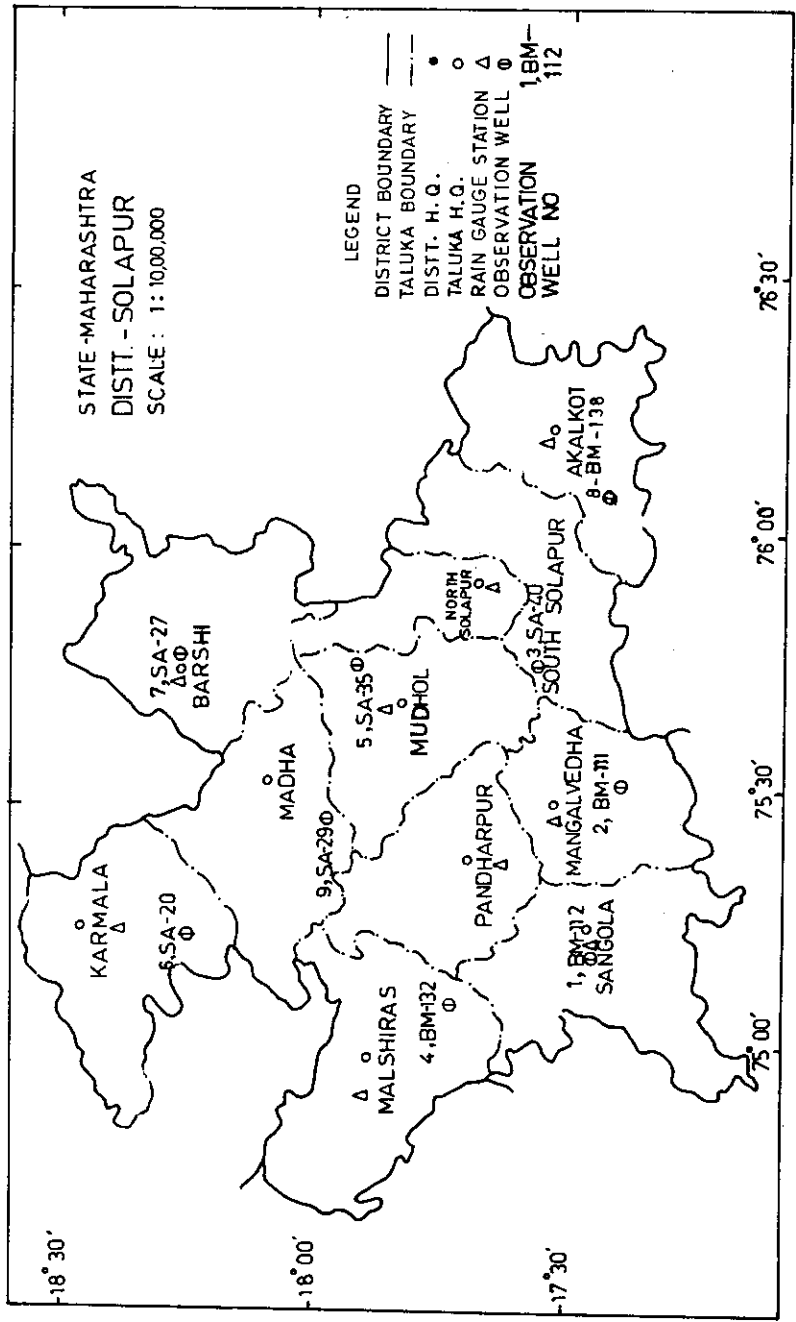 STATE-MAHARASHTRA
DISTT.-SOLAPUR
SCALE: 1:10,00,000
LEGEND
DISTRICT BOUNDARY
TALUKA BOUNDARY
DISTT. H.Q.
TALUKA H.Q.
RAIN GAUGE STATION
OBSERVATION WELL
OBSERVATION WELL NO
1,BM-112
18°30'
18°00'
17°30'
75°00'
75°30'
76°00'
76°30'
KARMALA
6,SA-20
7,SA-27
BARSHI
MADHA
9,SA-29
MALSHIRAS
4,BM-132
5,SA-35
MUDHOL
NORTH
SOLAPUR
PANDHARPUR
3,SA-40
SOUTH SOLAPUR
AKALKOT
8-BM-138
MANGALVEDHA
2, BM-111
1,BM-112
SANGOLA